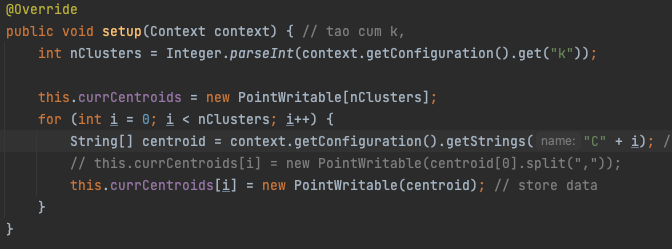 @Override
public void setup(Context context) { // tao cum k,
int nClusters = Integer.parseInt(context.getConfiguration().get("k"));
this.currCentroids = new PointWritable[nClusters];
for (int i = 0; i < nClusters; i++) {
String[] centroid = context.getConfiguration().getStrings( name: "C" + i); /
// this.currCentroids[i] = new PointWritable(centroid[0].split(","));
this.currCentroids[i] = new PointWritable(centroid); // store data
}
}